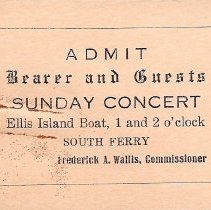 ADMIT
Bearer and Guests
SUNDAY CONCERT
Ellis Island Boat, 1 and 2 o'clock
SOUTH FERRY
Frederick A. Wallis, Commissioner